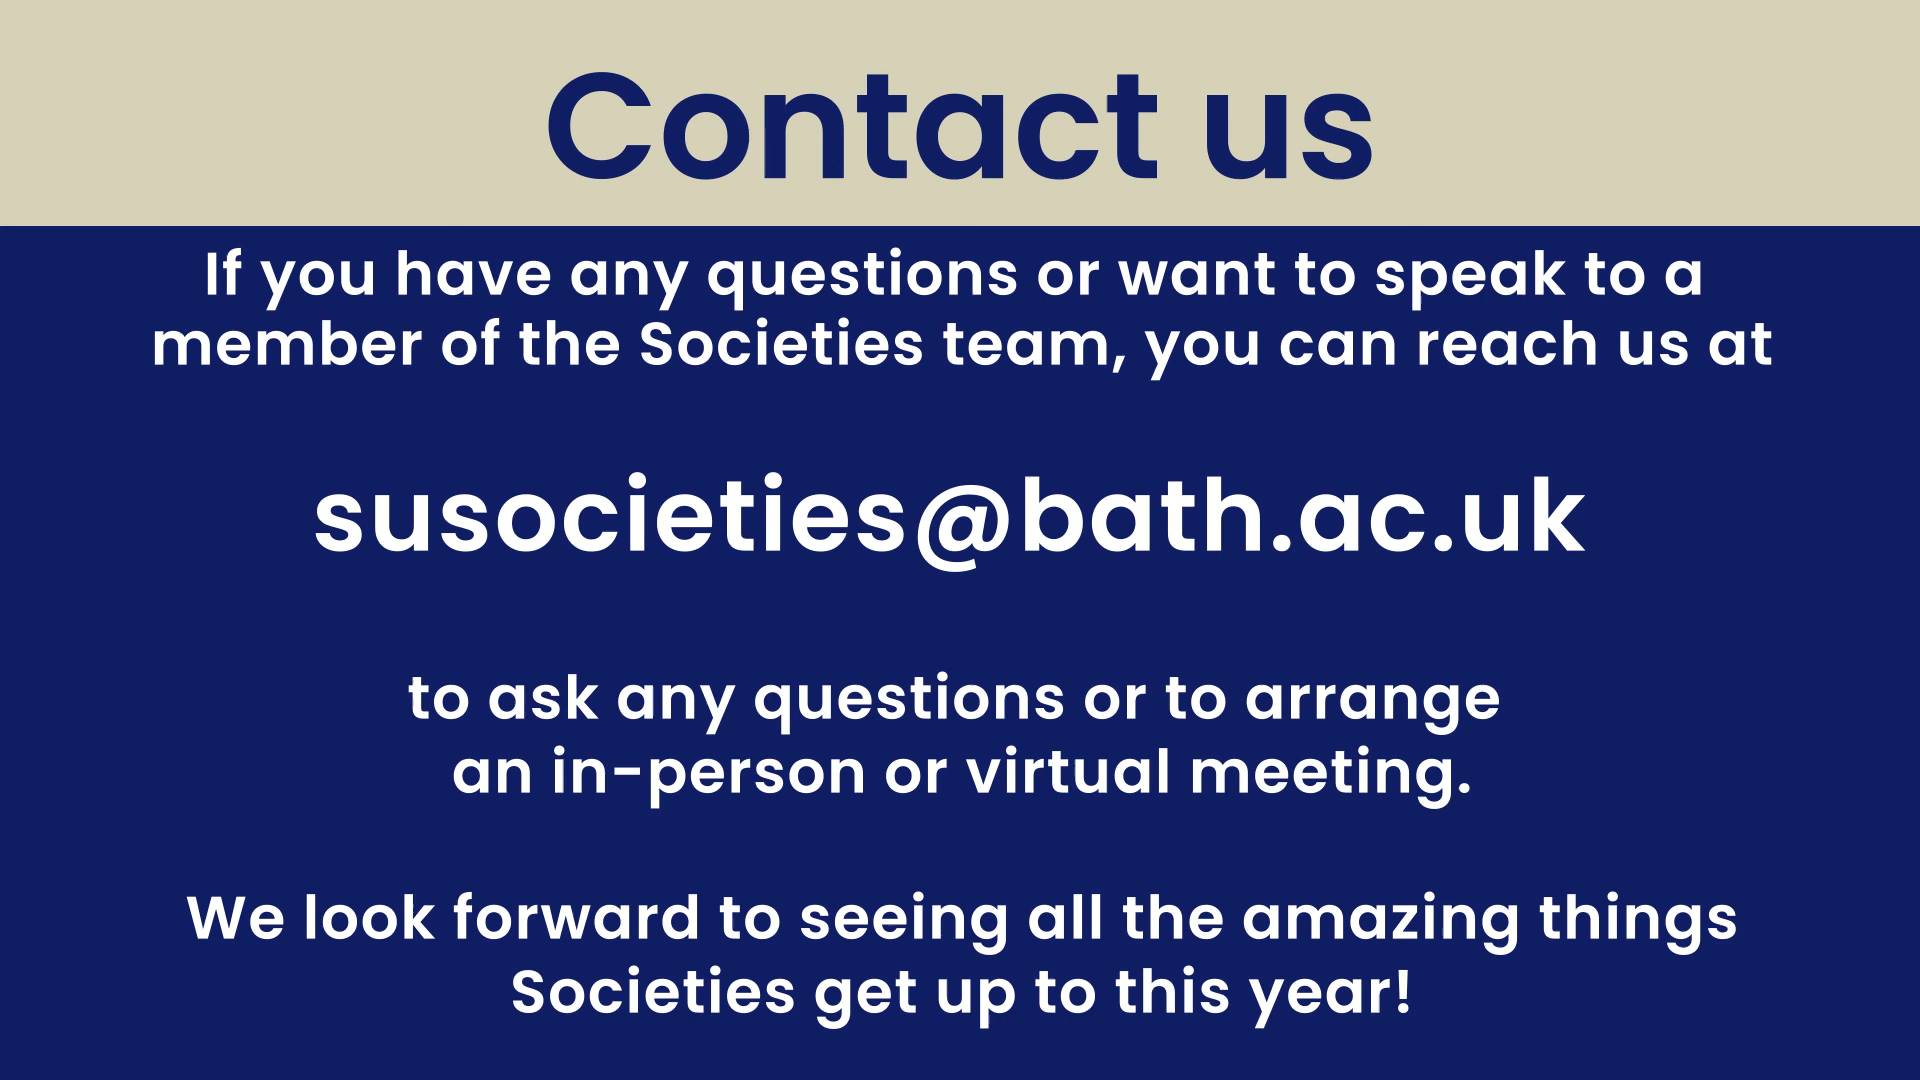 Contact us
If you have any questions or want to speak to a
member of the Societies team, you can reach us at
susocieties@bath.ac.uk
to ask any questions or to arrange
an in-person or virtual meeting.
We look forward to seeing all the amazing things
Societies get up to this year!